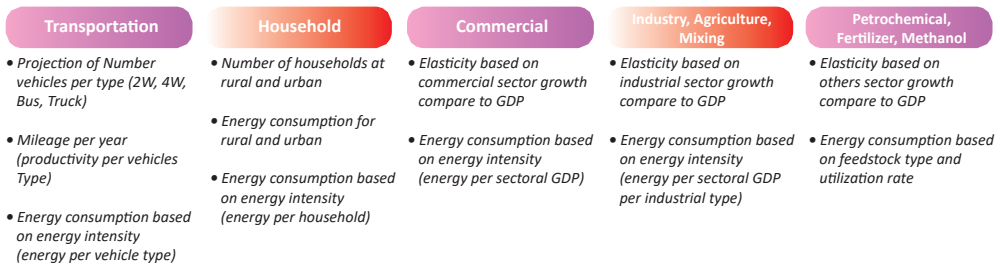 Transportation
• Projection of Number
vehicles per type (2W, 4W,
Bus, Truck)
• Mileage per year
(productivity per vehicles
Type)
• Energy consumption based
on energy intensity
(energy per vehicle type)
Household
• Number of households at
rural and urban
• Energy consumption for
rural and urban
• Energy consumption based
on energy intensity
(energy per household)
Commercial
• Elasticity based on
commercial sector growth
compare to GDP
• Energy consumption based
on energy intensity
(energy per sectoral GDP)
Industry, Agriculture,
Mixing
• Elasticity based on
industrial sector growth
compare to GDP
• Energy consumption based
on energy intensity
(energy per sectoral GDP
per industrial type)
Petrochemical,
Fertilizer, Methanol
• Elasticity based on
others sector growth
compare to GDP
• Energy consumption based
on feedstock type and
utilization rate